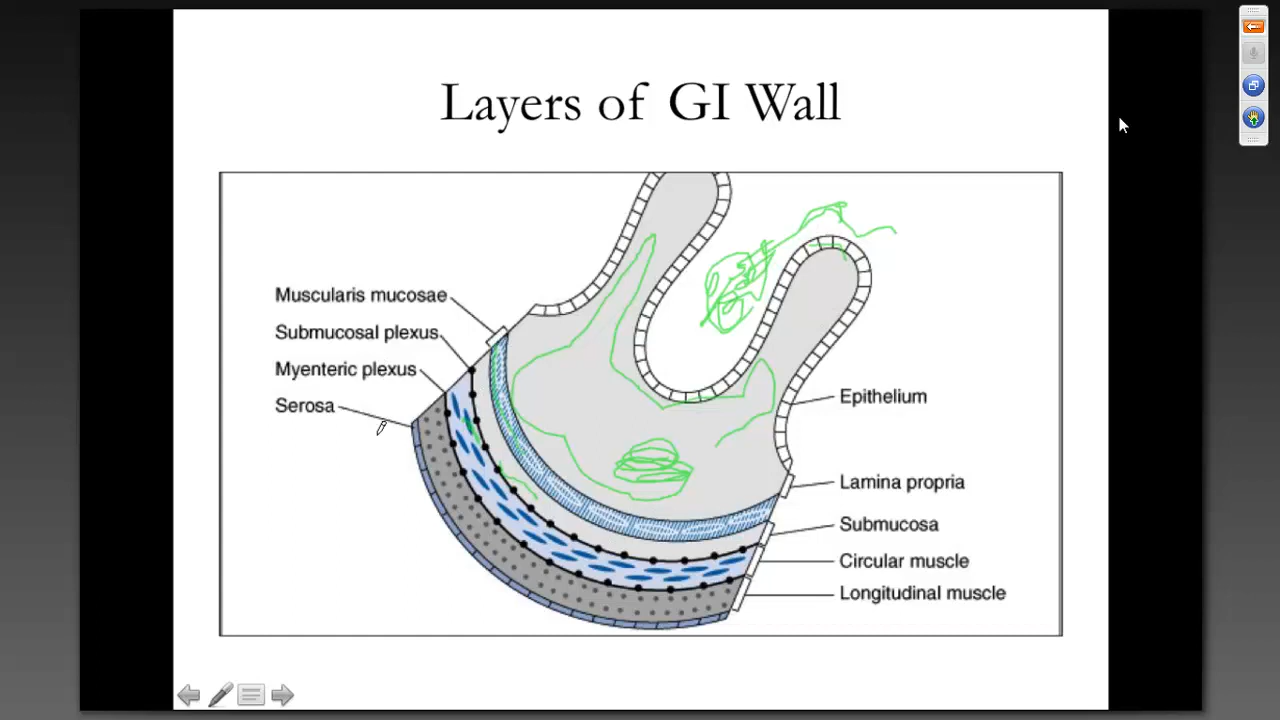 Layers of GI Wall
Muscularis mucosae
Submucosal plexus
Myenteric plexus
Serosa
Epithelium
Lamina propria
Submucosa
Circular muscle
Longitudinal muscle